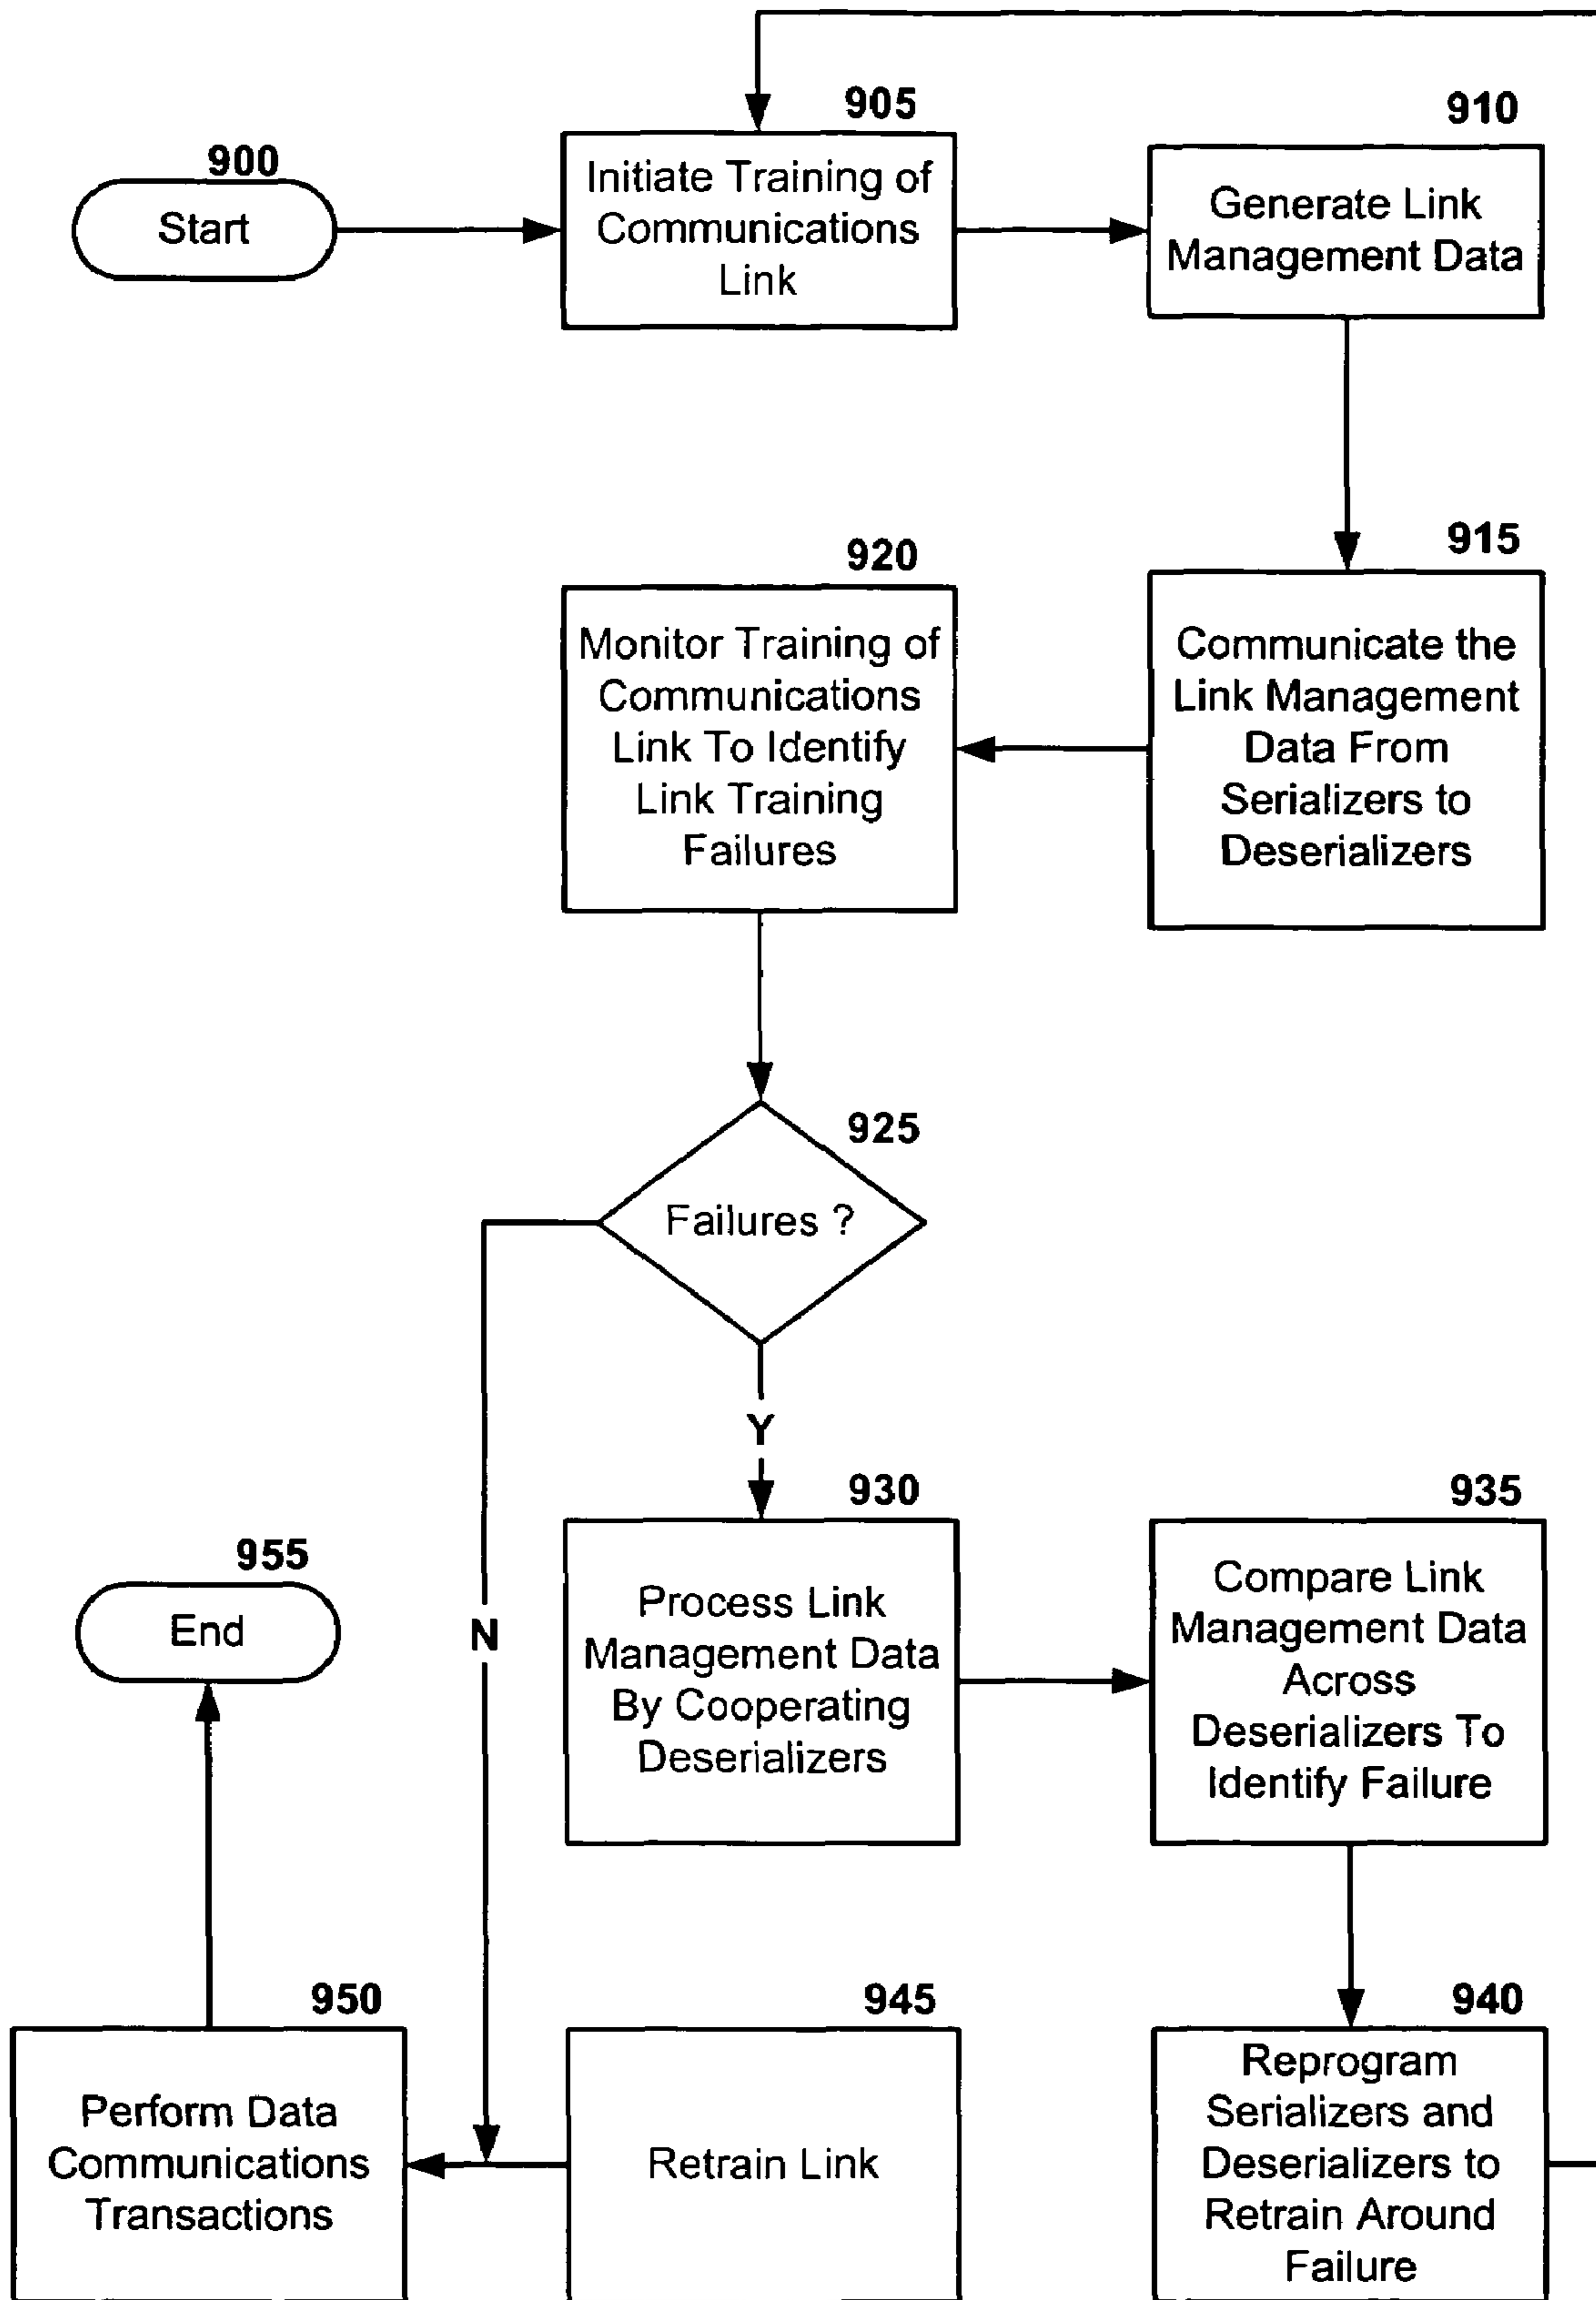 900
Start
905
Initiate Training of
Communications
Link
910
Generate Link
Management Data
915
Communicate the
Link Management
Data From
Serializers to
Deserializers
920
Monitor Training of
Communications
Link To Identify
Link Training
Failures
925
Failures ?
N
Y
930
Process Link
Management Data
By Cooperating
Deserializers
935
Compare Link
Management Data
Across
Deserializers To
Identify Failure
940
Reprogram
Serializers and
Deserializers to
Retrain Around
Failure
945
Retrain Link
950
Perform Data
Communications
Transactions
955
End